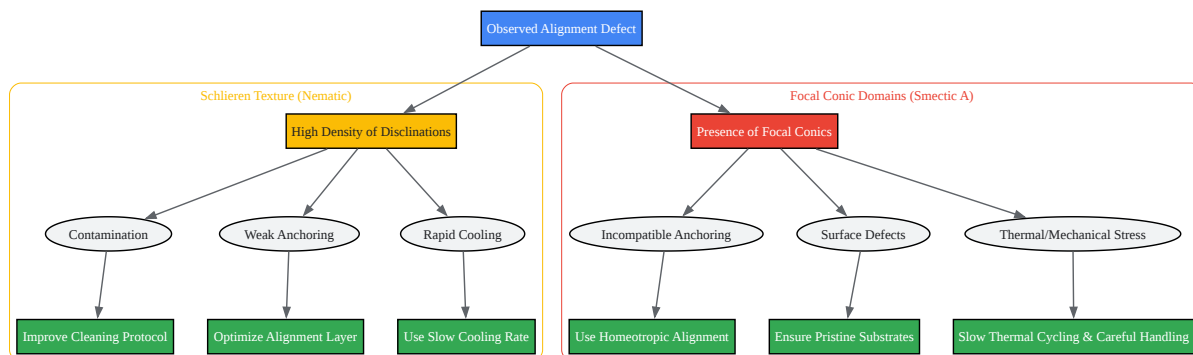 Observed Alignment Defect
Schlieren Texture (Nematic)
Focal Conic Domains (Smectic A)
High Density of Disclinations
Presence of Focal Conics
Contamination
Weak Anchoring
Rapid Cooling
Incompatible Anchoring
Surface Defects
Thermal/Mechanical Stress
Improve Cleaning Protocol
Optimize Alignment Layer
Use Slow Cooling Rate
Use Homeotropic Alignment
Ensure Pristine Substrates
Slow Thermal Cycling & Careful Handling